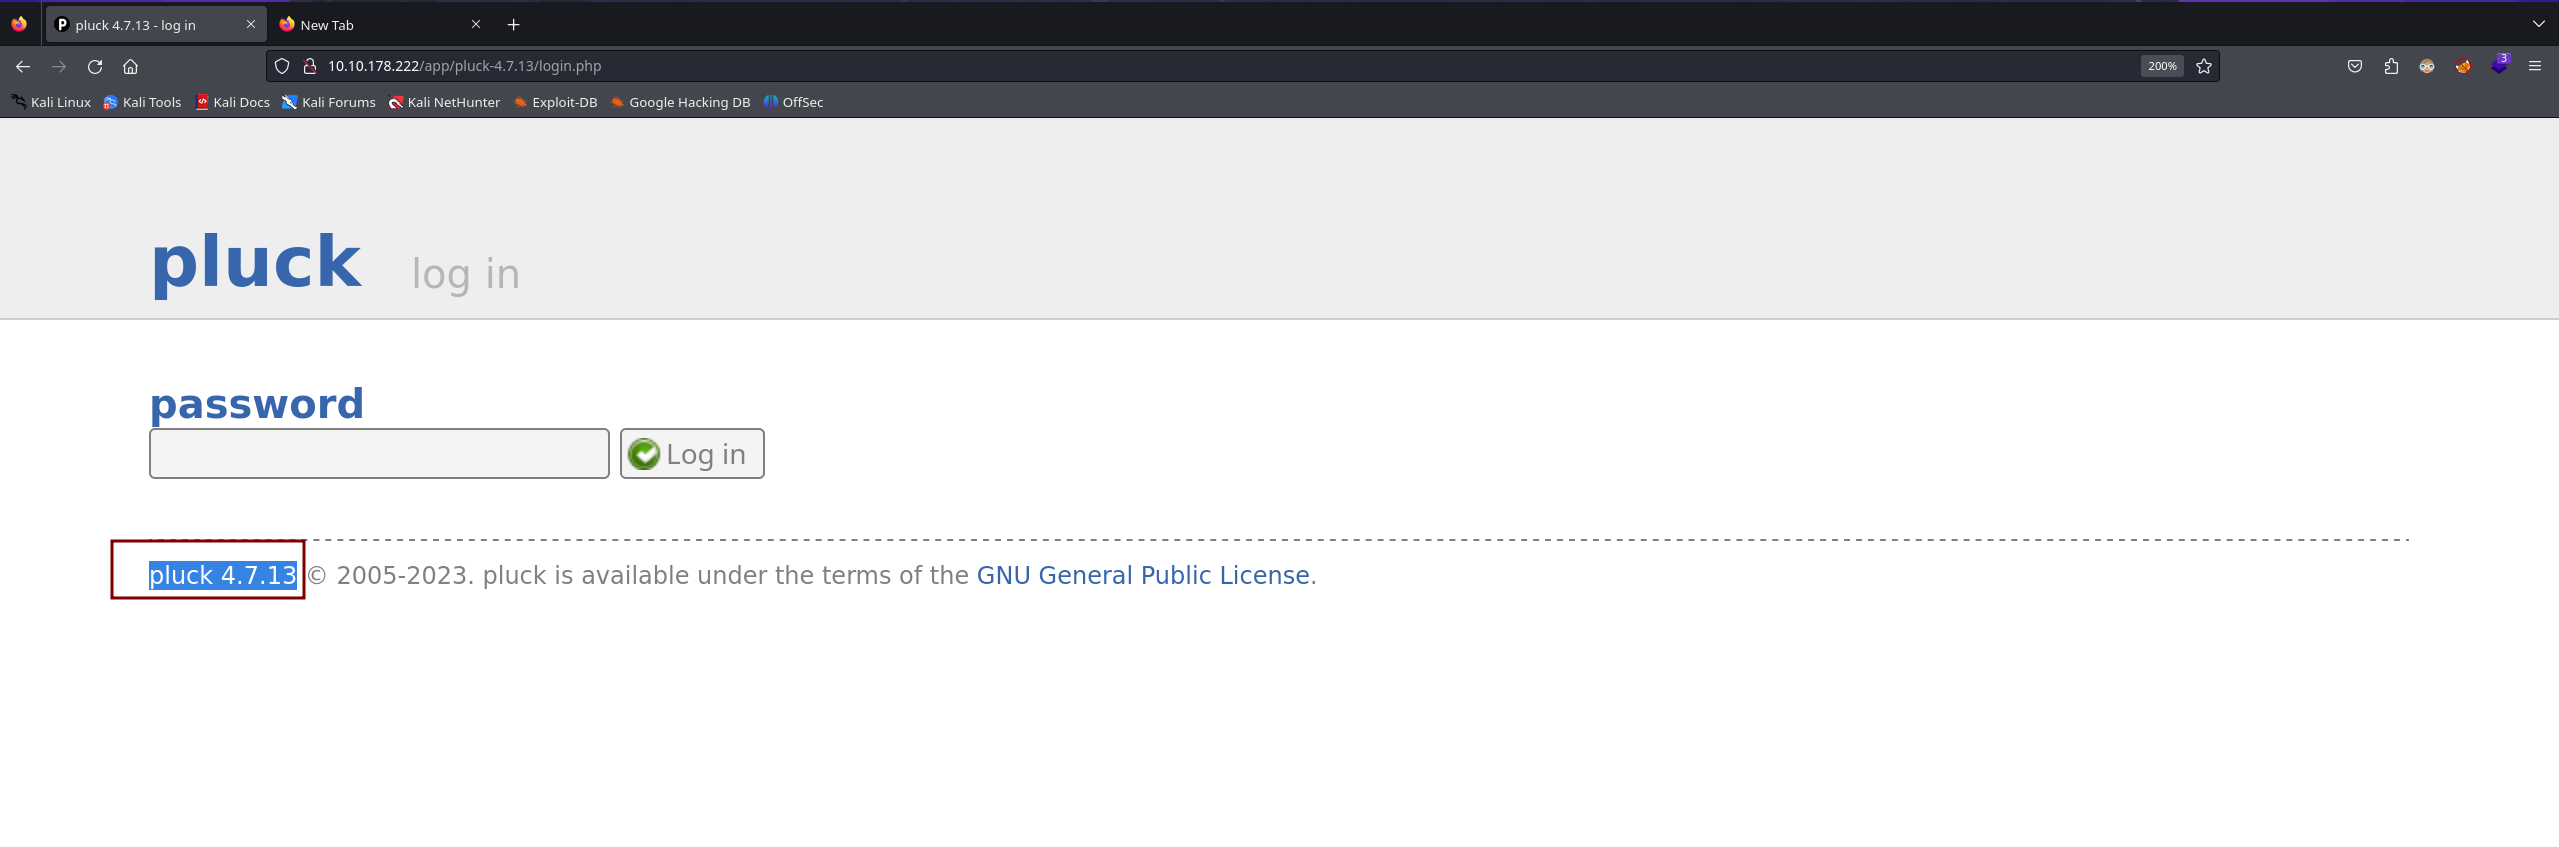 pluck 4.7.13 - log in
New Tab
10.10.178.222/app/pluck-4.7.13/login.php
200%
3
Kali Linux Kali Tools Kali Docs Kali Forums Kali NetHunter Exploit-DB Google Hacking DB OffSec
pluck log in
password
Log in
pluck 4.7.13 © 2005-2023. pluck is available under the terms of the GNU General Public License.